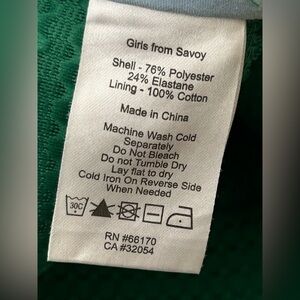 Girls from Savoy
Shell - 76% Polyester
24% Elastane
Lining - 100% Cotton
Made in China
Machine Wash Cold
Separately
Do Not Bleach
Do not Tumble Dry
Lay flat to dry
Cold Iron On Reverse Side
When Needed
30C
RN #66170
CA #32054